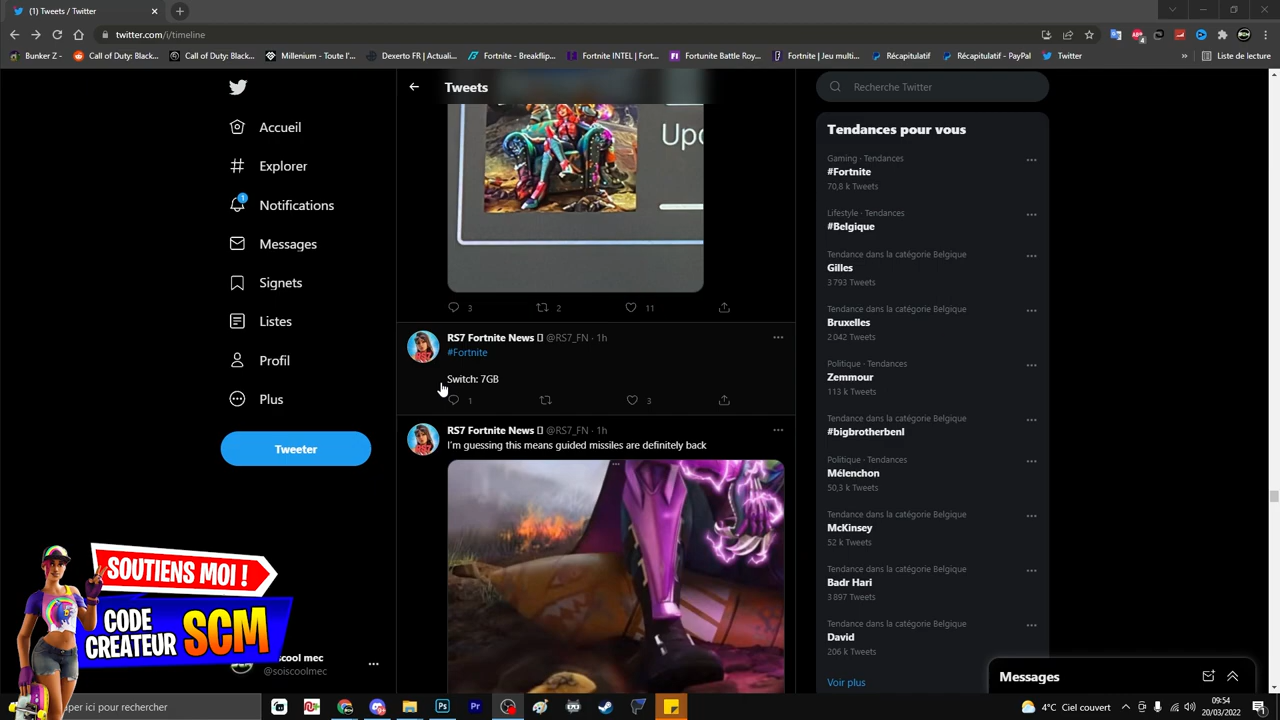 (1) Tweets / Twitter
twitter.com/i/timeline
Bunker Z -
Call of Duty: Black...
Call of Duty: Black...
Millenium - Toute l'...
Dexerto FR | Actual...
Fortnite - Breakflip...
Fortnite INTEL | Fort...
Fortunite Battle Roy...
Fortnite | Jeu multi...
Récapitulatif
Récapitulatif - PayPal
Twitter
»
Liste de lecture
Accueil
Explorer
1
Notifications
Messages
Signets
Listes
Profil
Plus
Tweeter
Tweets
Upd
3
2
11
RS7 Fortnite News @RS7_FN · 1h
#Fortnite
Switch: 7GB
1
3
RS7 Fortnite News @RS7_FN · 1h
I'm guessing this means guided missiles are definitely back
Recherche Twitter
Tendances pour vous
Gaming · Tendances
#Fortnite
70,8 k Tweets
Lifestyle · Tendances
#Belgique
Tendance dans la catégorie Belgique
Gilles
3 793 Tweets
Tendance dans la catégorie Belgique
Bruxelles
2 042 Tweets
Politique · Tendances
Zemmour
113 k Tweets
Tendance dans la catégorie Belgique
#bigbrotherbenl
Politique · Tendances
Mélenchon
50,3 k Tweets
Tendance dans la catégorie Belgique
McKinsey
52 k Tweets
Tendance dans la catégorie Belgique
Badr Hari
3 897 Tweets
Tendance dans la catégorie Belgique
David
206 k Tweets
Voir plus
Messages
SOUTIENS MOI !
CODE
CREATEUR SCM
cool mec
@soiscoolmec
aper ici pour rechercher
Ps
Pr
4°C Ciel couvert
09:54
20/03/2022